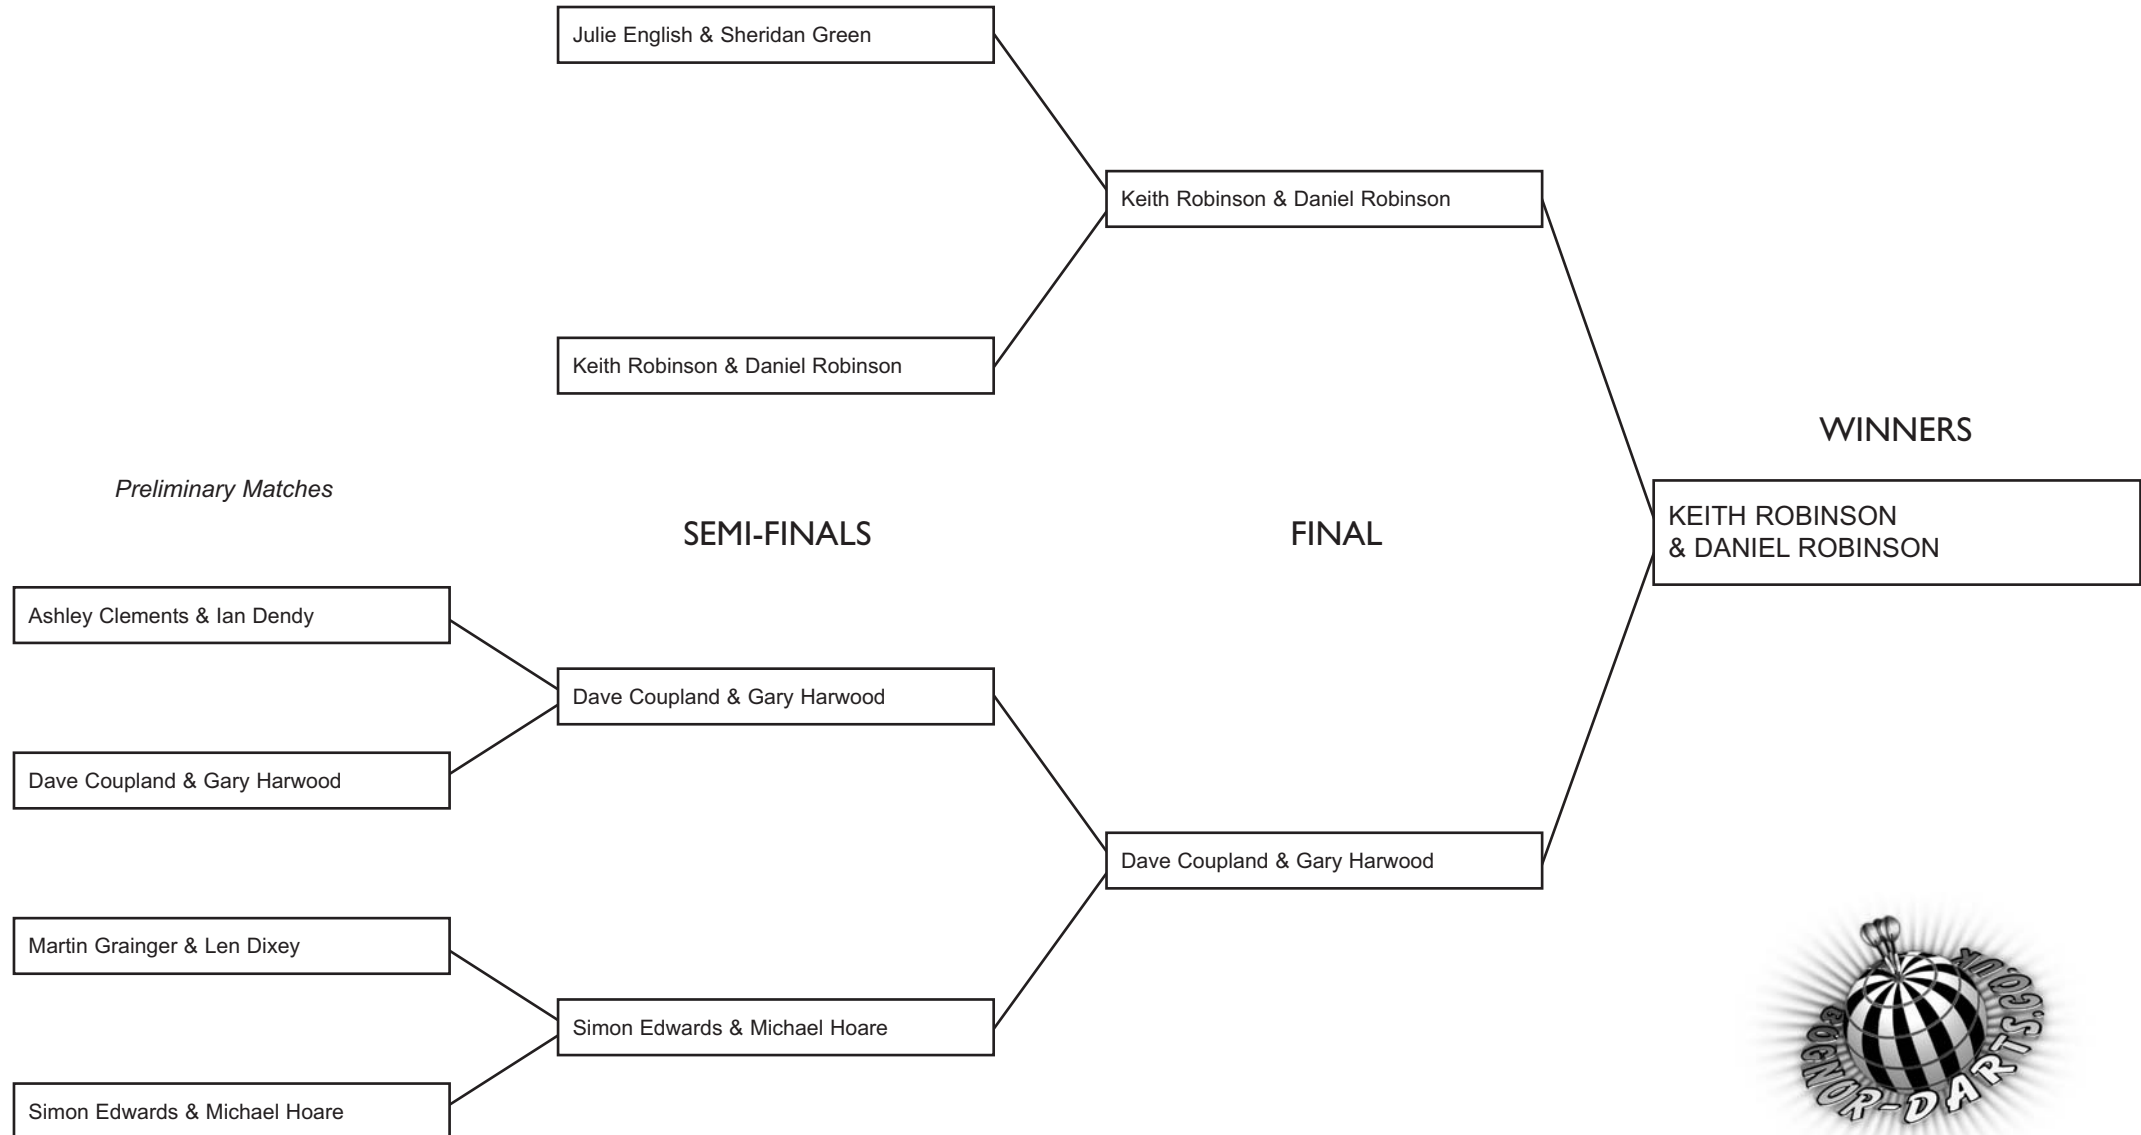 Julie English & Sheridan Green
Keith Robinson & Daniel Robinson
Keith Robinson & Daniel Robinson
WINNERS
Preliminary Matches
SEMI-FINALS
FINAL
KEITH ROBINSON
& DANIEL ROBINSON
Ashley Clements & Ian Dendy
Dave Coupland & Gary Harwood
Dave Coupland & Gary Harwood
Dave Coupland & Gary Harwood
Martin Grainger & Len Dixey
Simon Edwards & Michael Hoare
Simon Edwards & Michael Hoare
BOGNOR-DARTS.CO.UK